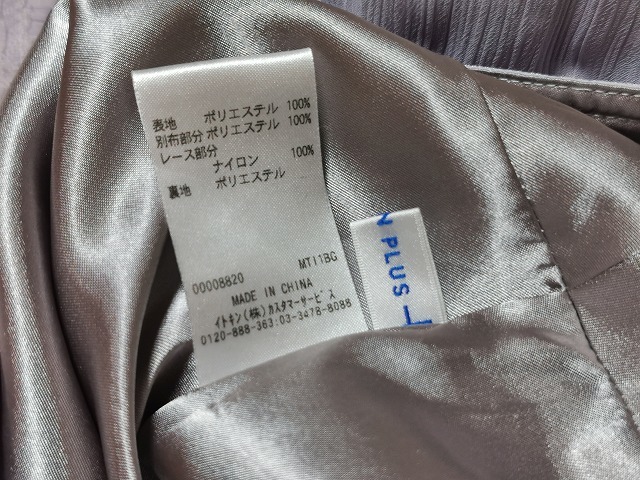 表地 ポリエステル 100%
別布部分 ポリエステル 100%
レース部分
ナイロン 100%
裏地 ポリエステル
00008820 MTI1BG
MADE IN CHINA
イトキン(株)カスタマーサービス
0120-888-363:03-3478-8088
N PLUS